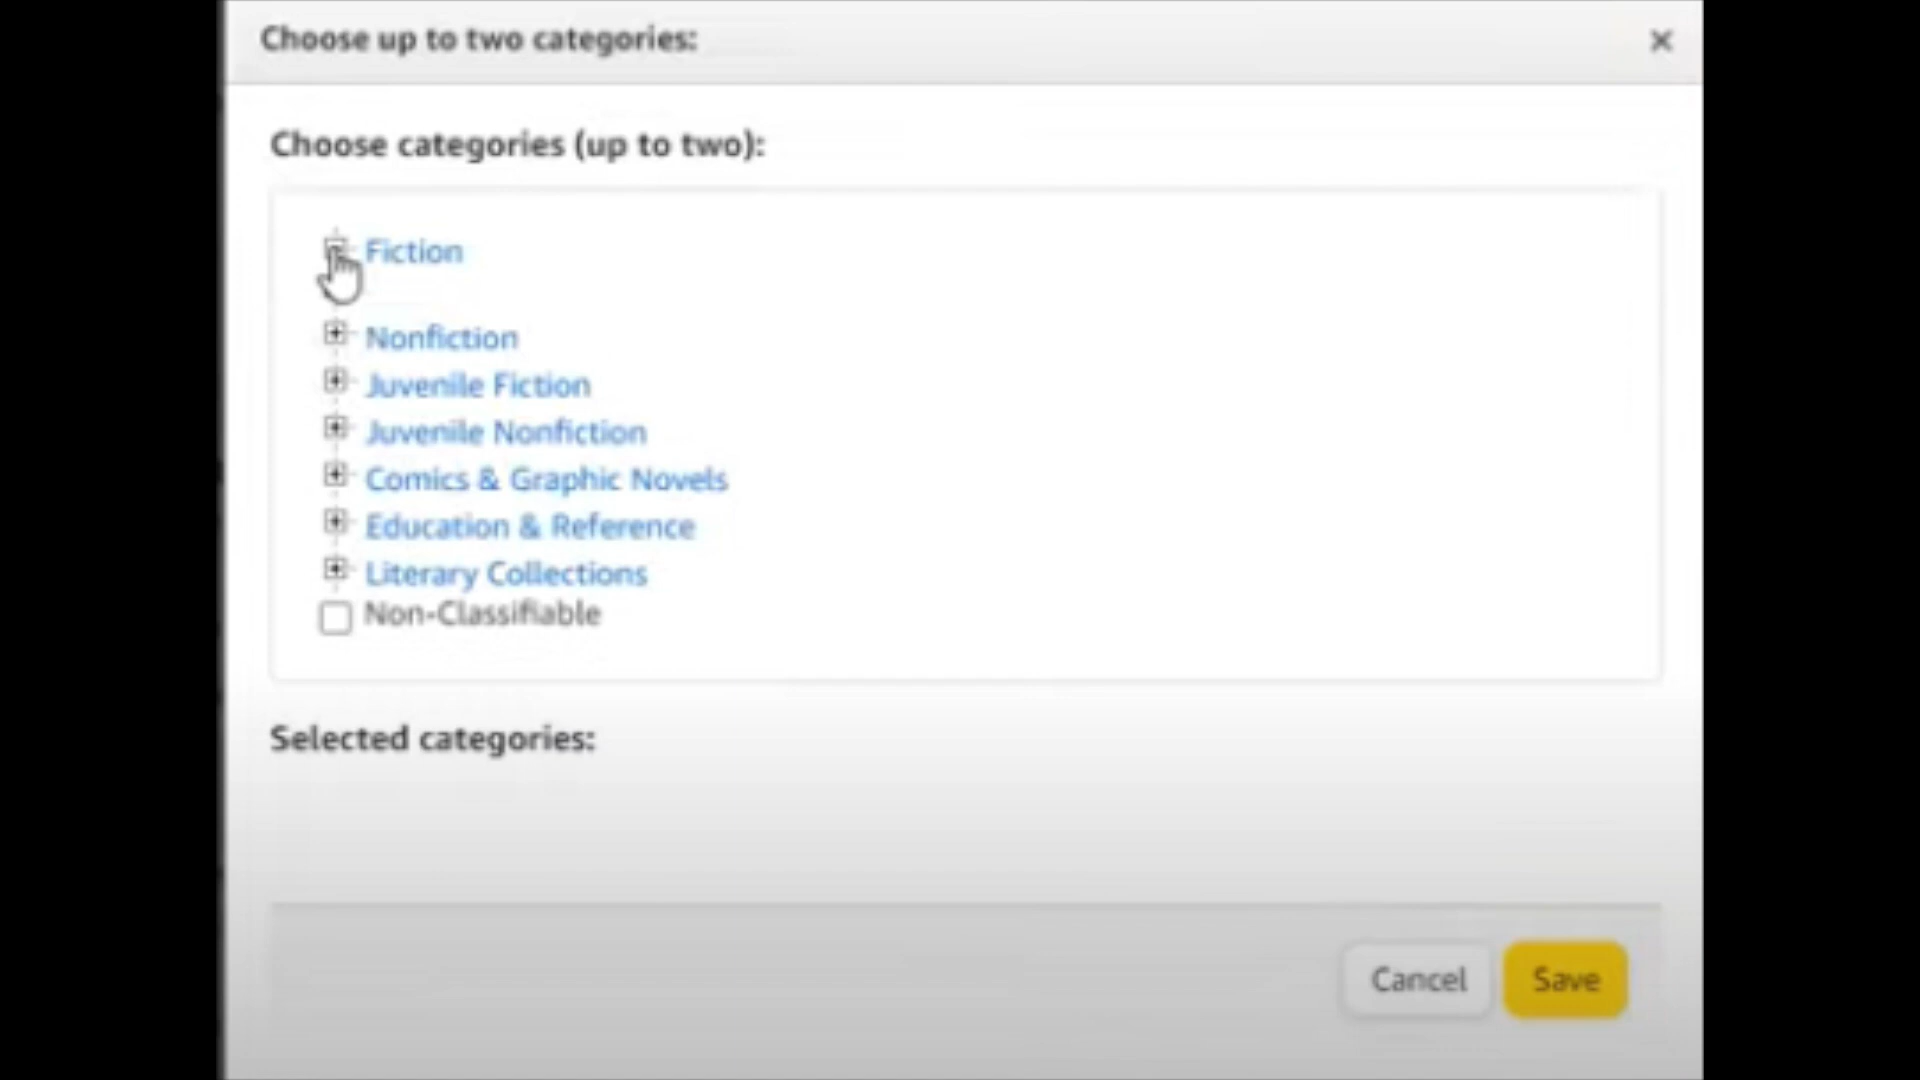 Choose up to two categories:
Choose categories (up to two):
Fiction
Nonfiction
Juvenile Fiction
Juvenile Nonfiction
Comics & Graphic Novels
Education & Reference
Literary Collections
Non-Classifiable
Selected categories:
Cancel
Save